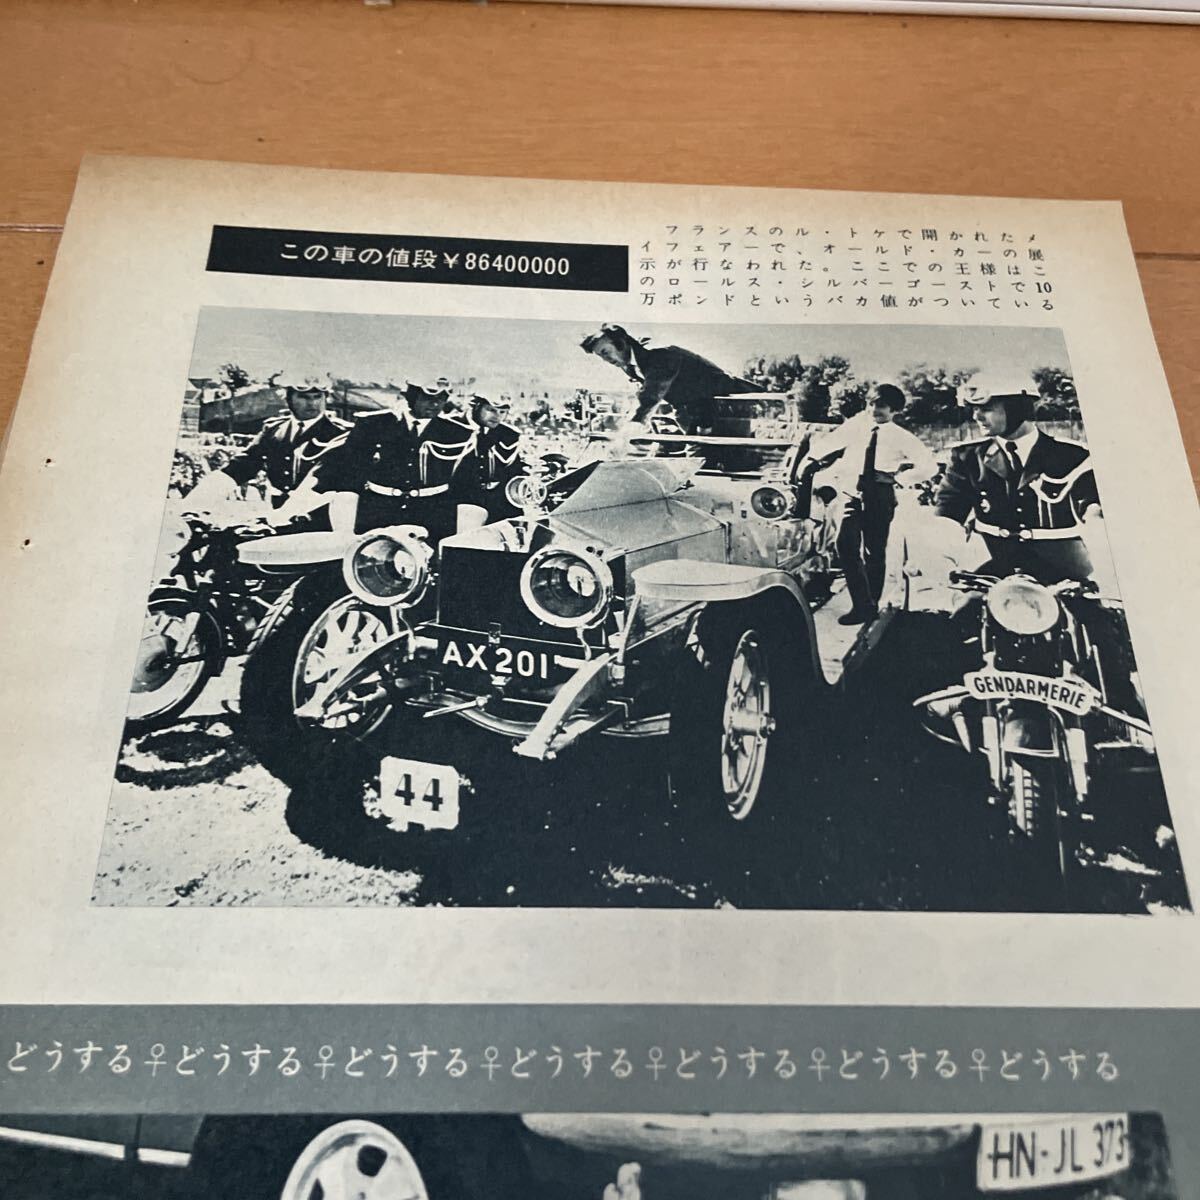 この車の値段￥86400000
フランスのル・トケで開かれたメ
イフェアーで、オールド・カーの展
示が行なわれた。ここでの王様はこ
のロールス・シルバーゴーストで10
万ポンドというバカ値がついている
AX 201
GENDARMERIE
44
どうする♀どうする♀どうする♀どうする♀どうする♀どうする♀どうする
HN-JL 373